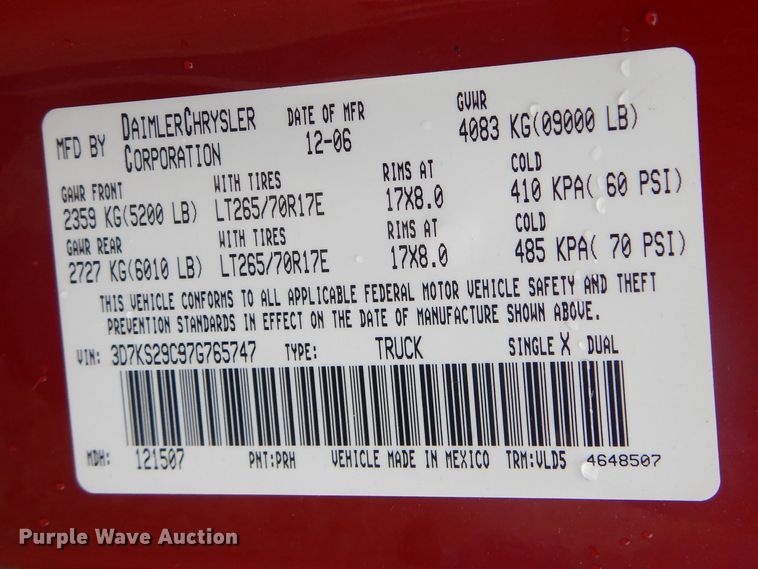 MFD BY DAIMLERCHRYSLER CORPORATION DATE OF MFR 12-06 GVWR 4083 KG(09000 LB)
GAWR FRONT WITH TIRES RIMS AT COLD
2359 KG(5200 LB) LT265/70R17E 17X8.0 410 KPA( 60 PSI)
GAWR REAR WITH TIRES RIMS AT COLD
2727 KG(6010 LB) LT265/70R17E 17X8.0 485 KPA( 70 PSI)
THIS VEHICLE CONFORMS TO ALL APPLICABLE FEDERAL MOTOR VEHICLE SAFETY AND THEFT
PREVENTION STANDARDS IN EFFECT ON THE DATE OF MANUFACTURE SHOWN ABOVE.
VIN: 3D7KS29C97G765747 TYPE: TRUCK SINGLE X DUAL
MDH: 121507 PNT:PRH VEHICLE MADE IN MEXICO TRM:VLD5 4648507
Purple Wave Auction